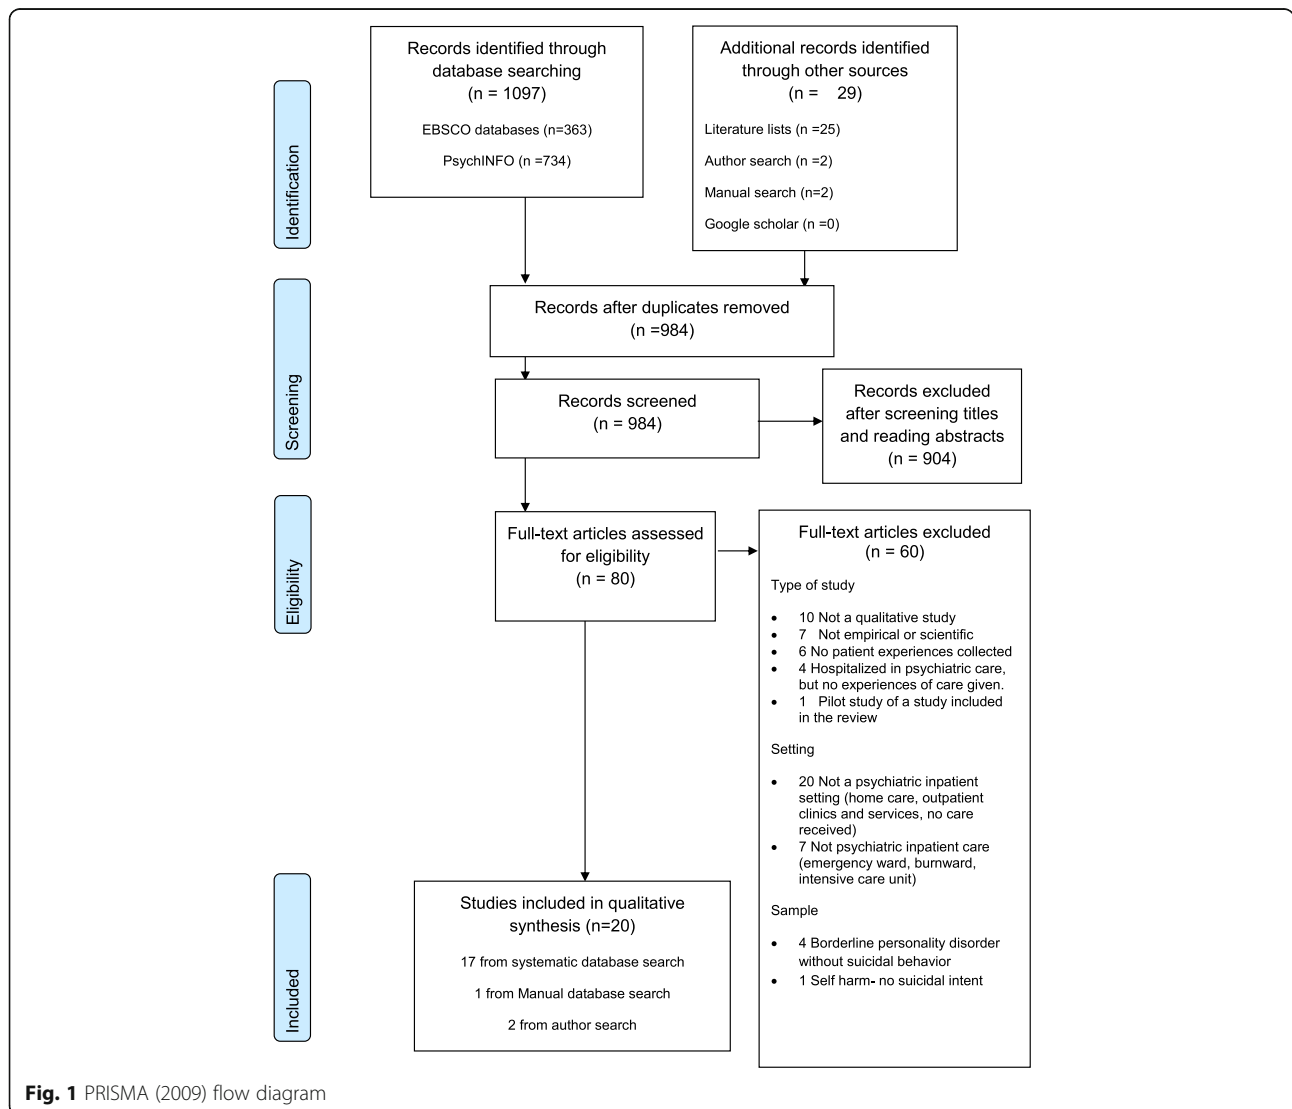 Identification
Records identified through
database searching
(n = 1097)
EBSCO databases (n=363)
PsychINFO (n =734)
Additional records identified
through other sources
(n = 29)
Literature lists (n =25)
Author search (n =2)
Manual search (n=2)
Google scholar (n =0)
Screening
Records after duplicates removed
(n =984)
Records screened
(n = 984)
Records excluded
after screening titles
and reading abstracts
(n = 904)
Eligibility
Full-text articles assessed
for eligibility
(n = 80)
Full-text articles excluded
(n = 60)
Type of study
• 10 Not a qualitative study
• 7 Not empirical or scientific
• 6 No patient experiences collected
• 4 Hospitalized in psychiatric care,
but no experiences of care given.
• 1 Pilot study of a study included
in the review
Setting
• 20 Not a psychiatric inpatient
setting (home care, outpatient
clinics and services, no care
received)
• 7 Not psychiatric inpatient care
(emergency ward, burnward,
intensive care unit)
Sample
• 4 Borderline personality disorder
without suicidal behavior
• 1 Self harm- no suicidal intent
Included
Studies included in qualitative
synthesis (n=20)
17 from systematic database search
1 from Manual database search
2 from author search
Fig. 1 PRISMA (2009) flow diagram